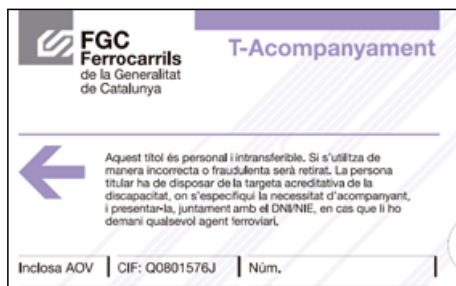 FGC
Ferrocarrils
de la Generalitat
de Catalunya
T-Acompanyament
Aquest títol és personal i intransferible. Si s'utilitza de
manera incorrecta o fraudulenta serà retirat. La persona
titular ha de disposar de la targeta acreditativa de la
discapacitat, on s'especifiqui la necessitat d'acompanyant,
i presentar-la, juntament amb el DNI/NIE, en cas que li ho
demani qualsevol agent ferroviari.
Inclosa AOV
CIF: Q0801576J
Núm.